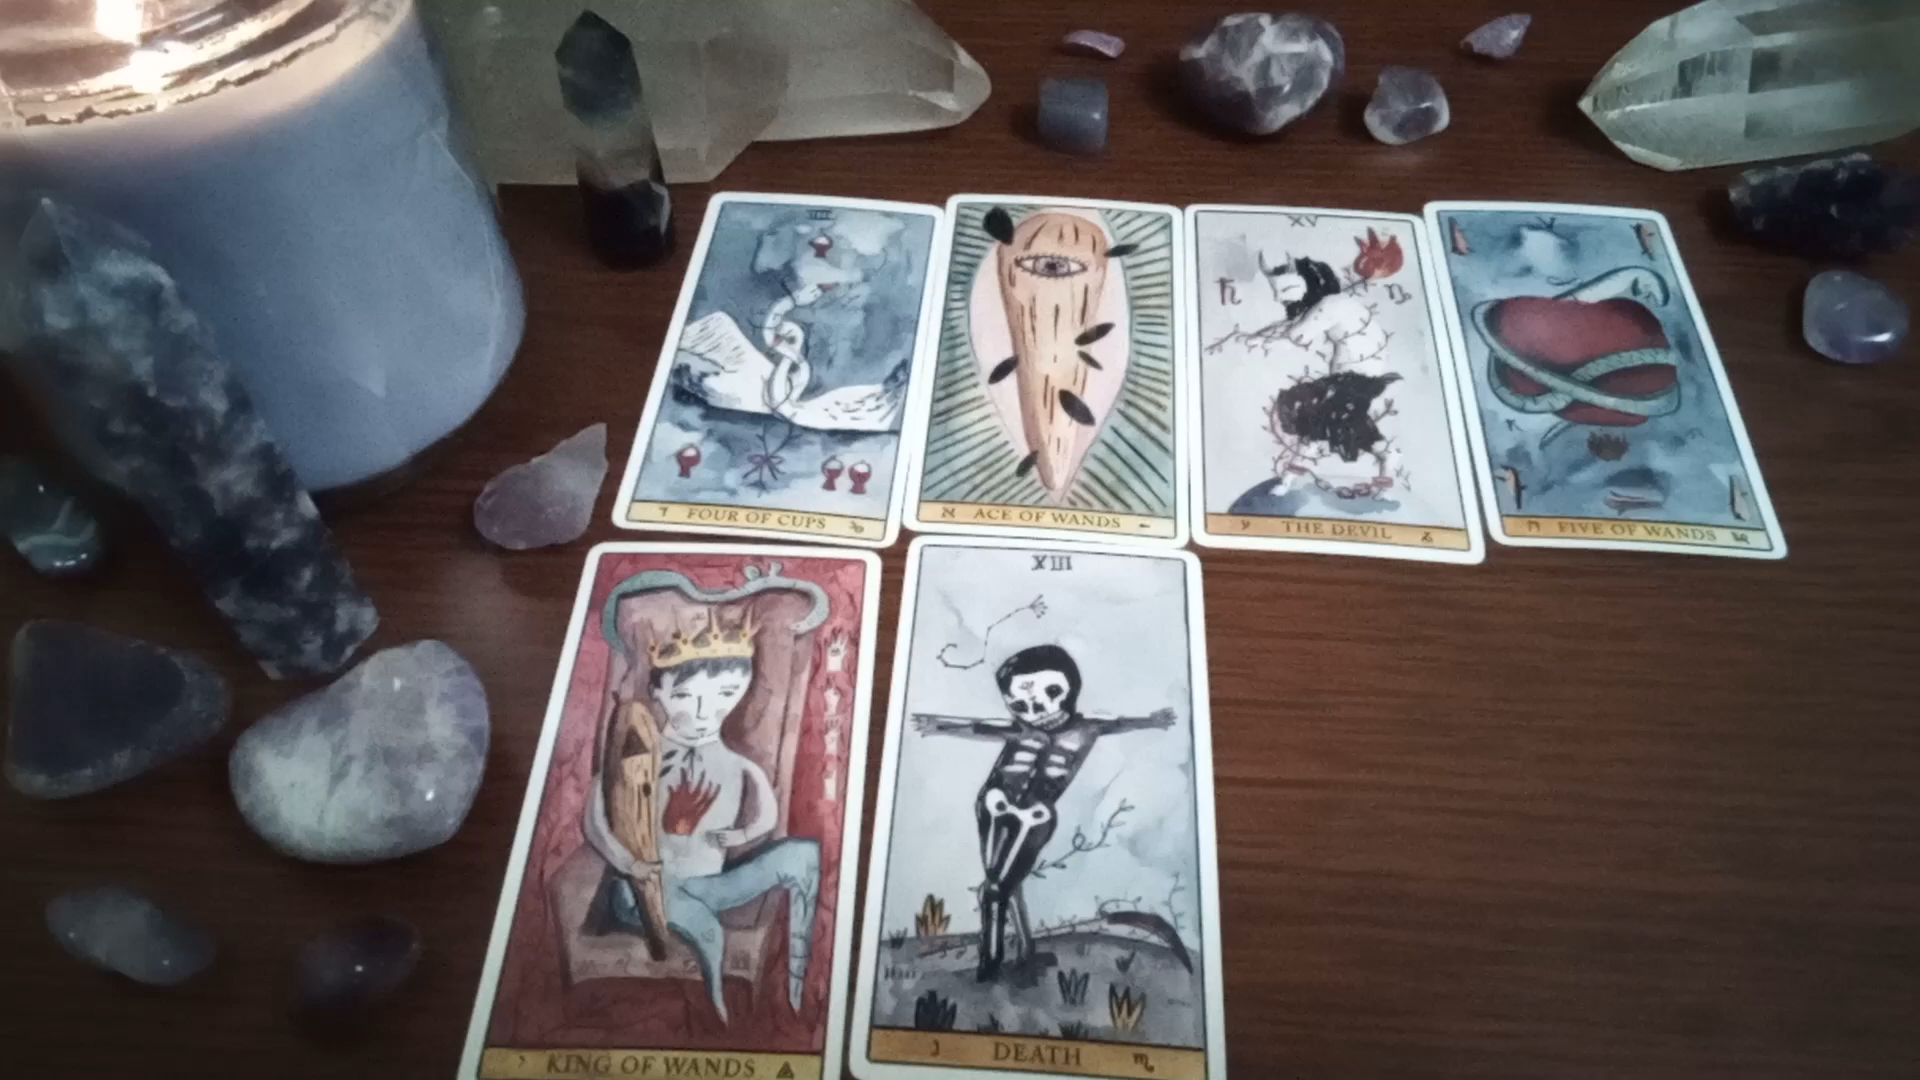 FOUR OF CUPS
ACE OF WANDS
XV
THE DEVIL
V
FIVE OF WANDS
KING OF WANDS
XIII
DEATH